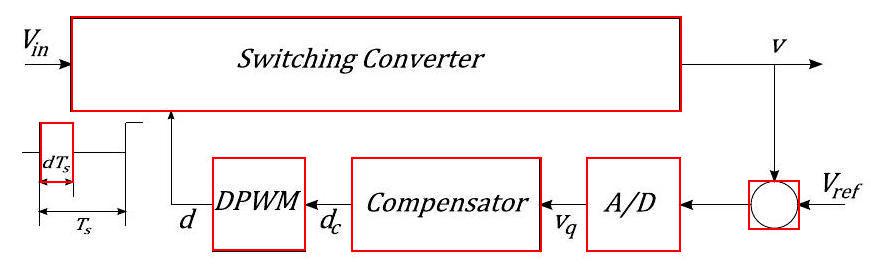 V_in
Switching Converter
v
dT_s
T_s
d
DPWM
d_c
Compensator
v_q
A/D
V_ref